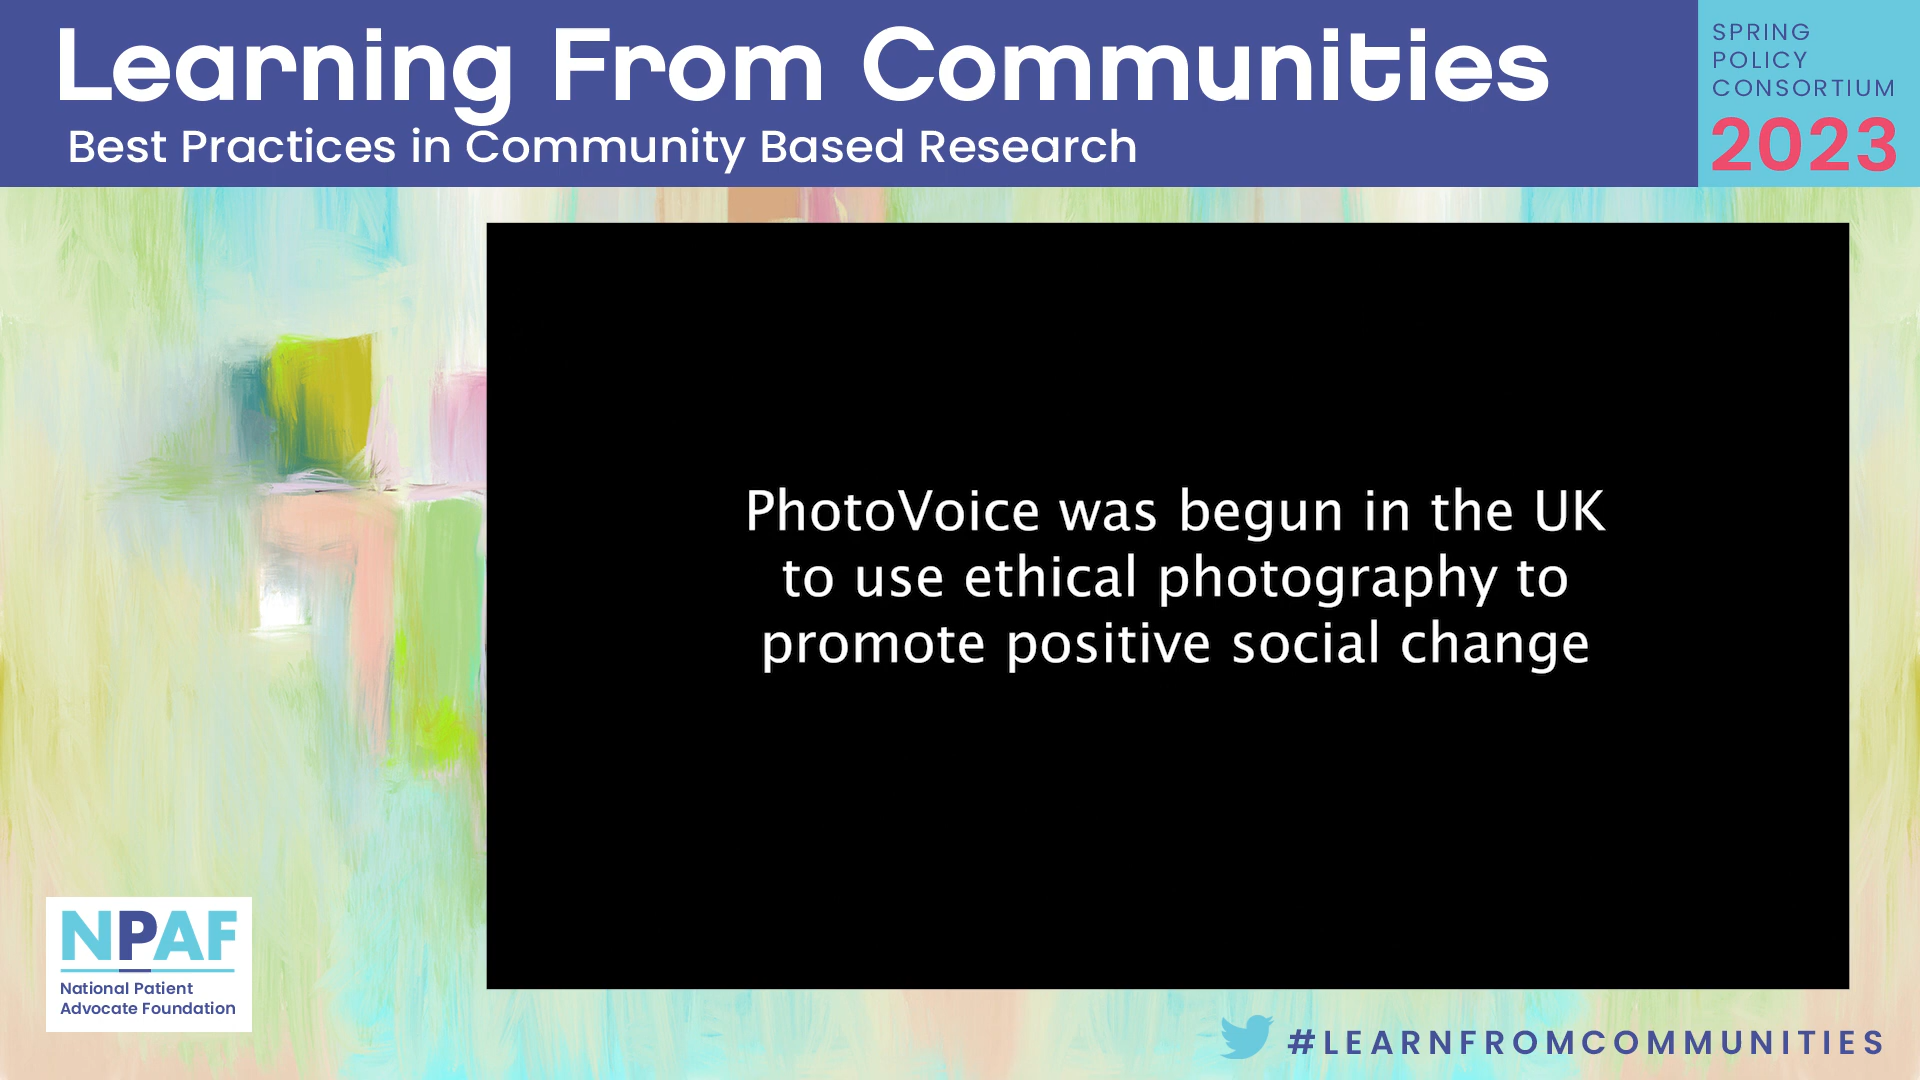 Learning From Communities
Best Practices in Community Based Research
SPRING
POLICY
CONSORTIUM
2023
PhotoVoice was begun in the UK
to use ethical photography to
promote positive social change
NPAF
National Patient
Advocate Foundation
#LEARNFROMCOMMUNITIES